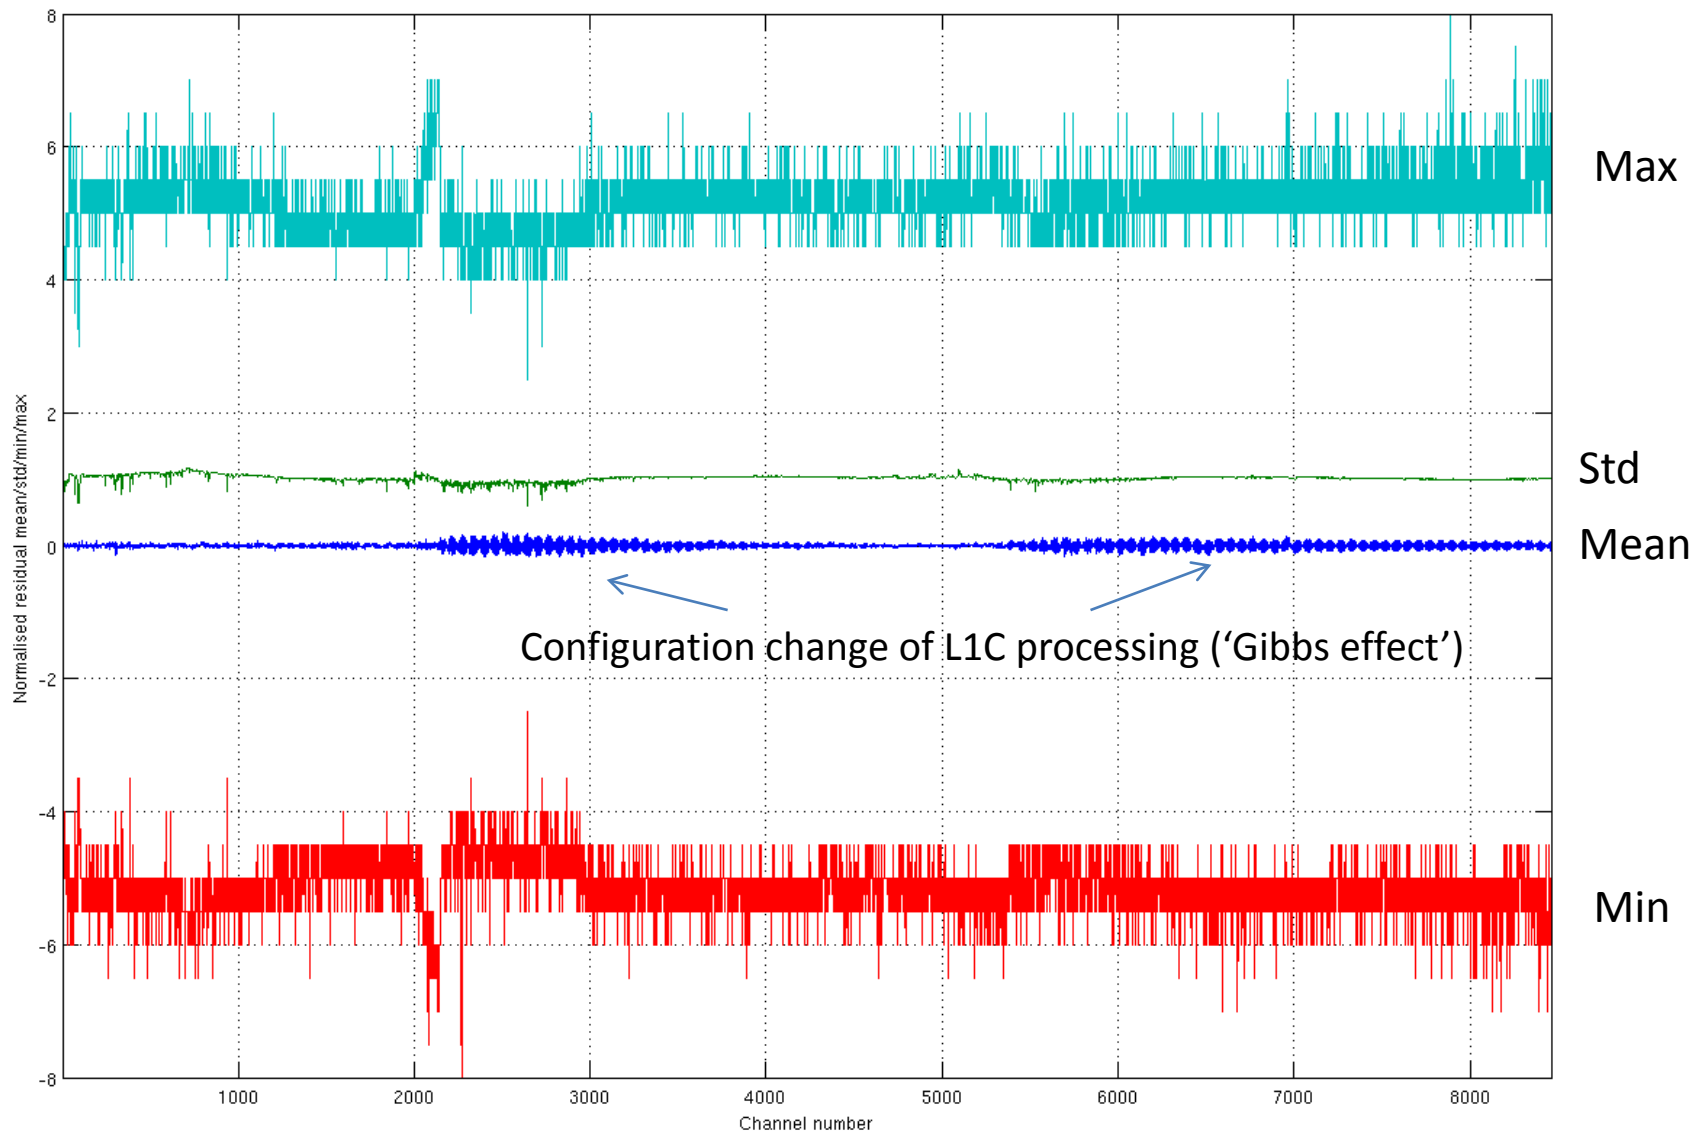 8
6
4
2
0
-2
-4
-6
-8
Normalised residual mean/std/min/max
Max
Std
Mean
Configuration change of L1C processing (‘Gibbs effect’)
Min
1000 2000 3000 4000 5000 6000 7000 8000
Channel number